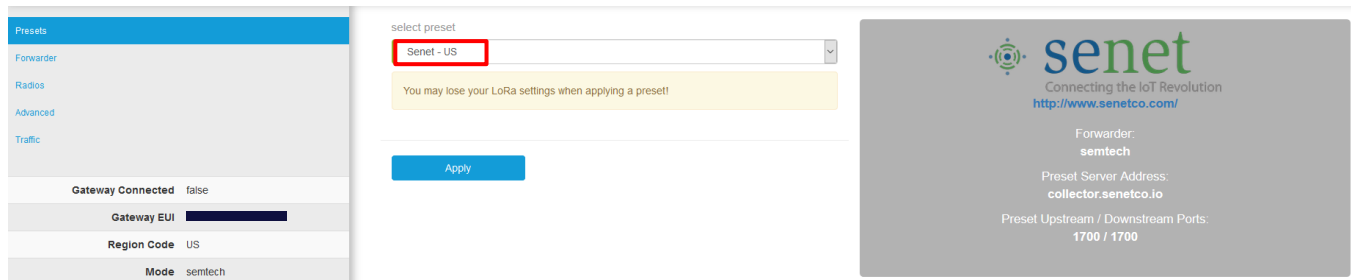 Presets
Forwarder
Radios
Advanced
Traffic
Gateway Connected false
Gateway EUI
Region Code US
Mode semtech
select preset
Senet - US
You may lose your LoRa settings when applying a preset!
Apply
senet
Connecting the IoT Revolution
http://www.senetco.com/
Forwarder:
semtech
Preset Server Address:
collector.senetco.io
Preset Upstream / Downstream Ports:
1700 / 1700